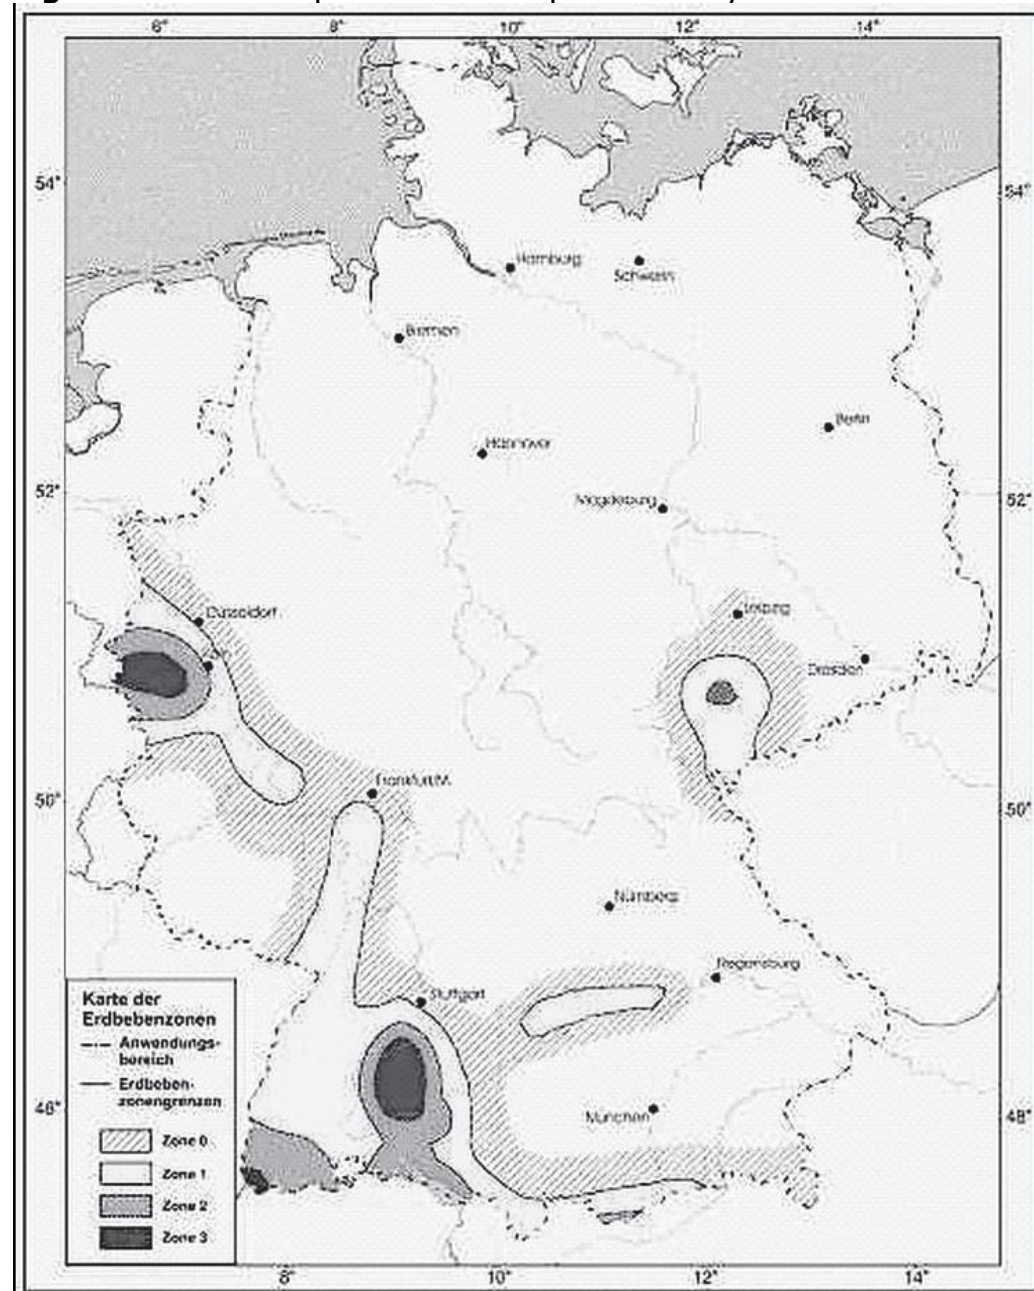 6°
8°
10°
12°
14°
54°
54°
Hamburg
Schwerin
Bremen
Berlin
Hannover
52°
Magdeburg
52°
Düsseldorf
Leipzig
Dresden
Frankfurt/M.
50°
50°
Nürnberg
Regensburg
Stuttgart
Karte der
Erdbebenzonen
Anwendungs-
bereich
Erdbeben-
zonengrenzen
48°
48°
München
Zone 0
Zone 1
Zone 2
Zone 3
8°
10°
12°
14°